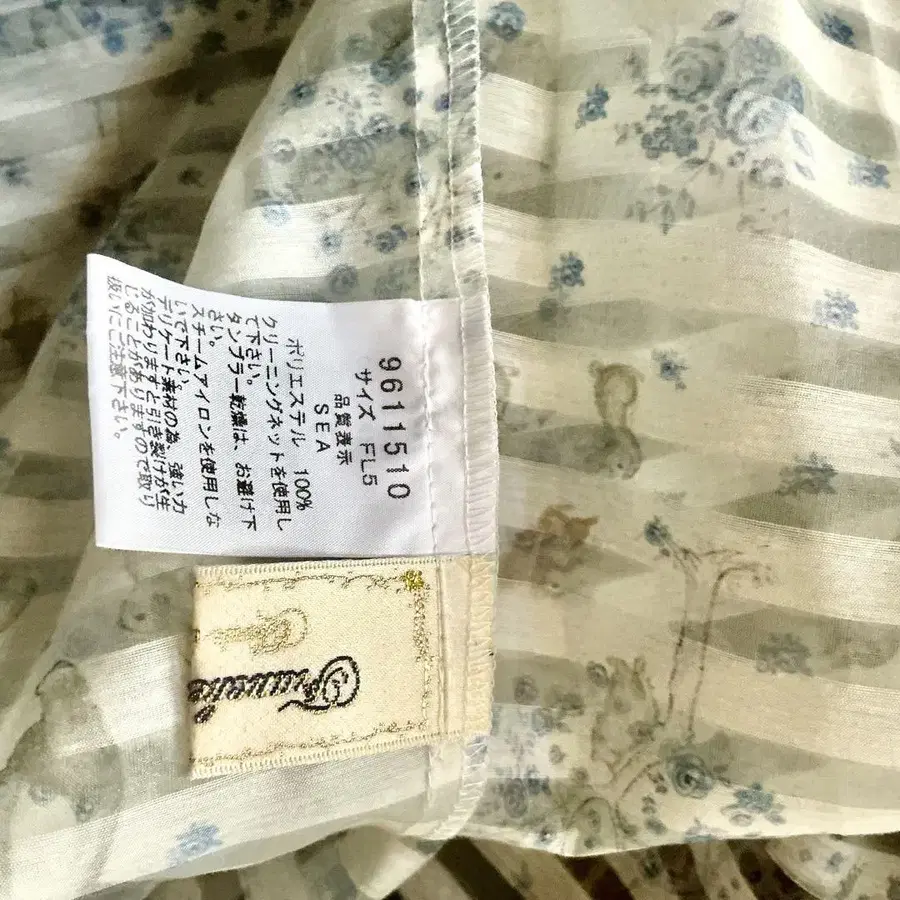 9611510
サイズ FL5
品質表示
SEA
ポリエステル 100%
クリーニングネットを使用し
て下さい。
タンブラー乾燥は、お避け下
さい。
スチームアイロンを使用しな
いで下さい。
デリケート素材の為、強い力
が加わりますと引き裂けが生
じることがありますので取り
扱いにご注意下さい。